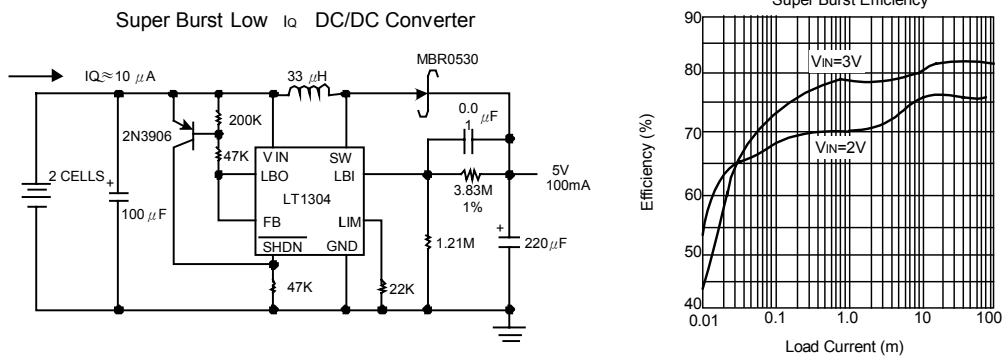 Super Burst Low IQ DC/DC Converter
IQ≈10 μA
33 μH
MBR0530
2N3906
200K
47K
0.0
1 μF
VIN
SW
LBO
LBI
LT1304
FB
LIM
SHDN
GND
2 CELLS
+
100μF
3.83M
1%
5V
100mA
1.21M
+
220μF
47K
22K
Super Burst Efficiency
90
80
70
60
50
40
Efficiency (%)
VIN=3V
VIN=2V
0.01
0.1
1.0
10
100
Load Current (m)